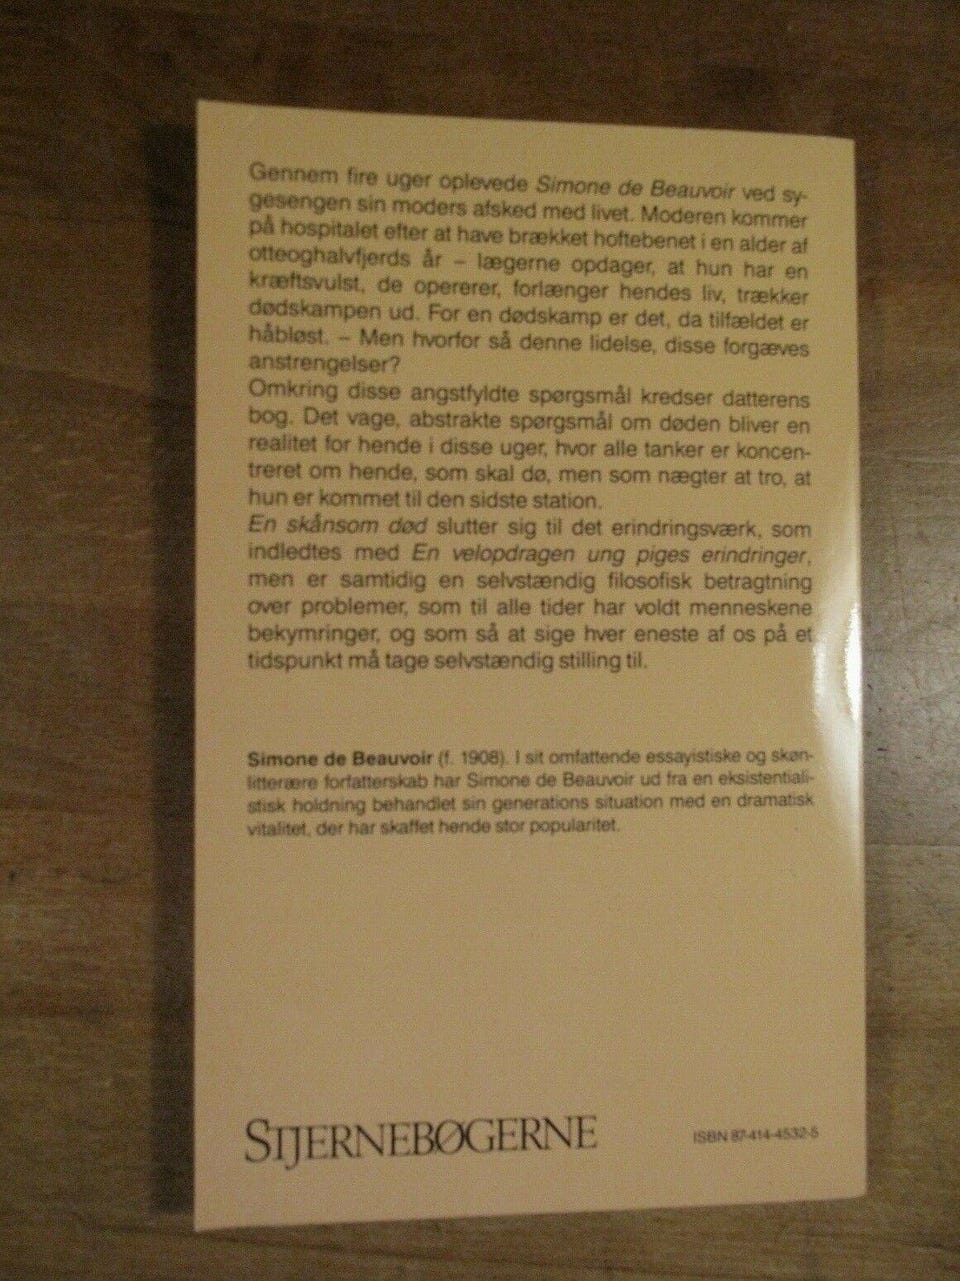 Gennem fire uger oplevede Simone de Beauvoir ved sy-
gesengen sin moders afsked med livet. Moderen kommer
på hospitalet efter at have brækket hoftebenet i en alder af
otteoghalvfjerds år – lægerne opdager, at hun har en
kræftsvulst, de opererer, forlænger hendes liv, trækker
dødskampen ud. For en dødskamp er det, da tilfældet er
håbløst. – Men hvorfor så denne lidelse, disse forgæves
anstrengelser?
Omkring disse angstfyldte spørgsmål kredser datterens
bog. Det vage, abstrakte spørgsmål om døden bliver en
realitet for hende i disse uger, hvor alle tanker er koncen-
treret om hende, som skal dø, men som nægter at tro, at
hun er kommet til den sidste station.
En skånsom død slutter sig til det erindringsværk, som
indledtes med En velopdragen ung piges erindringer,
men er samtidig en selvstændig filosofisk betragtning
over problemer, som til alle tider har voldt menneskene
bekymringer, og som så at sige hver eneste af os på et
tidspunkt må tage selvstændig stilling til.
Simone de Beauvoir (f. 1908). I sit omfattende essayistiske og skøn-
litterære forfatterskab har Simone de Beauvoir ud fra en eksistentiali-
stisk holdning behandlet sin generations situation med en dramatisk
vitalitet, der har skaffet hende stor popularitet.
STJERNEBØGERNE
ISBN 87-414-4532-5